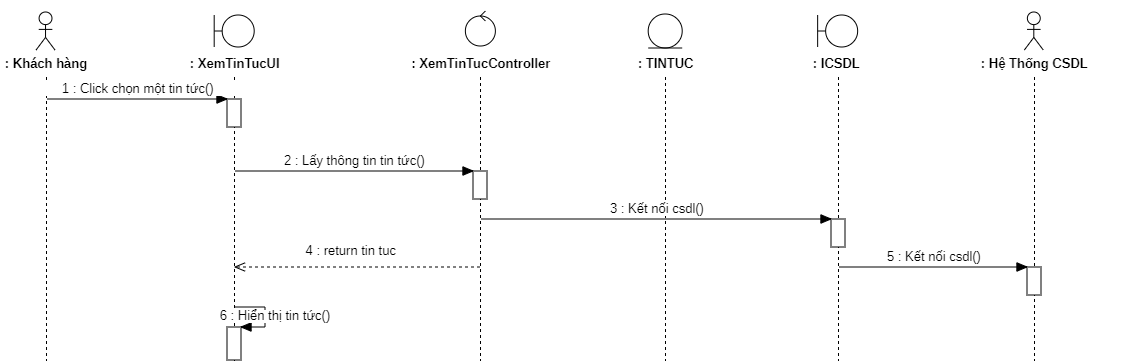 : Khách hàng
: XemTinTucUI
: XemTinTucController
: TINTUC
: ICSDL
: Hệ Thống CSDL
1 : Click chọn một tin tức()
2 : Lấy thông tin tin tức()
3 : Kết nối csdl()
4 : return tin tuc
5 : Kết nối csdl()
6 : Hiển thị tin tức()